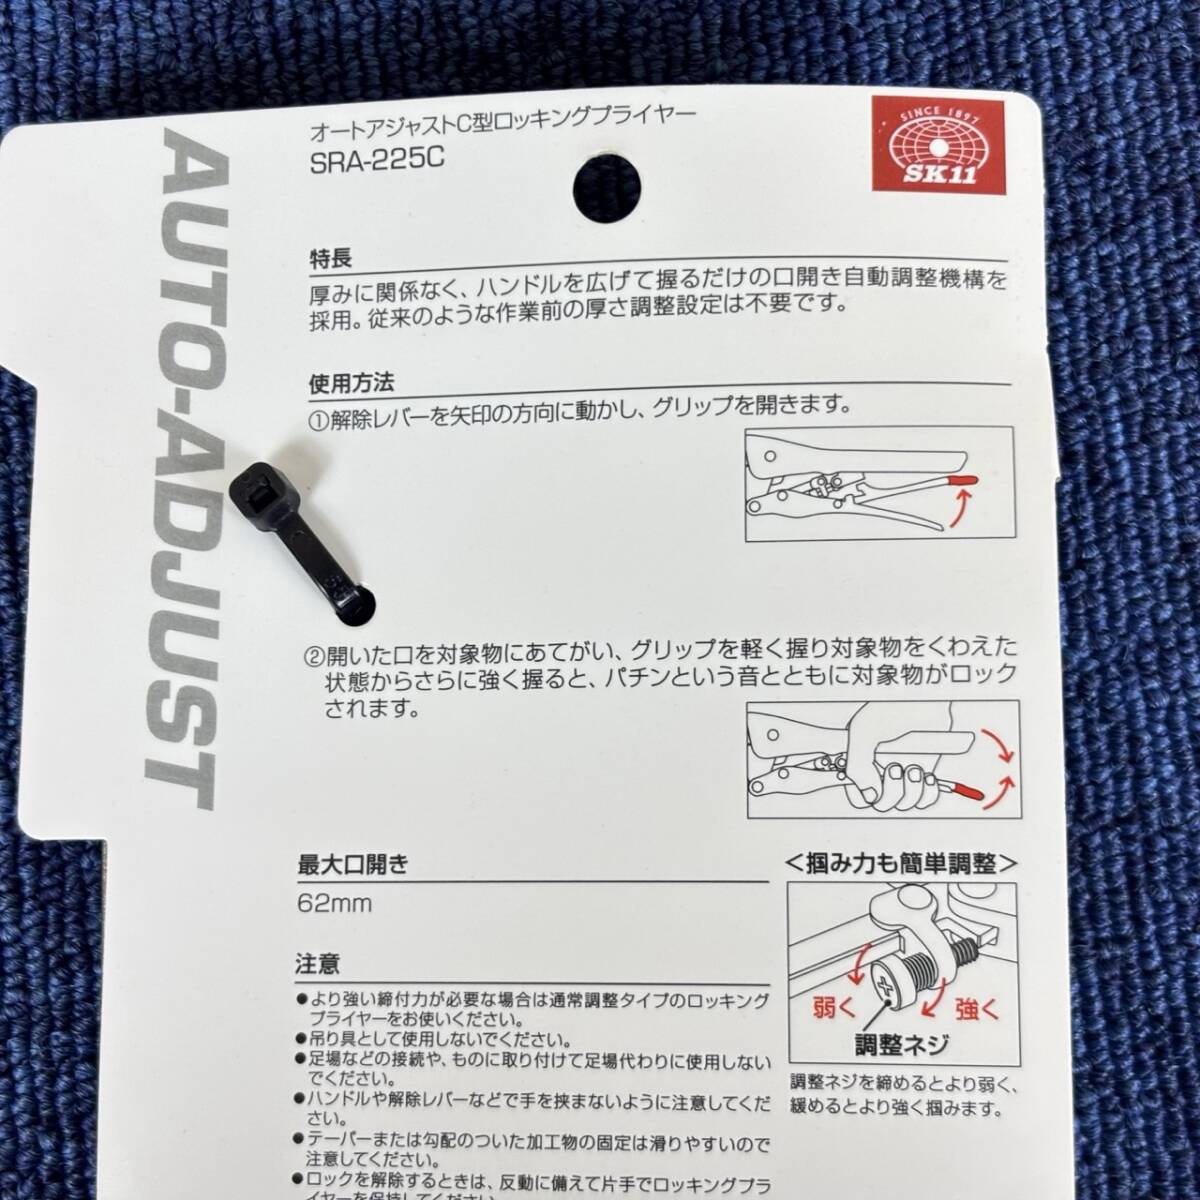 オートアジャストC型ロッキングプライヤー
SRA-225C
SINCE 1897
SK11
AUTO-ADJUST
特長
厚みに関係なく、ハンドルを広げて握るだけの口開き自動調整機構を
採用。従来のような作業前の厚さ調整設定は不要です。
使用方法
①解除レバーを矢印の方向に動かし、グリップを開きます。
②開いた口を対象物にあてがい、グリップを軽く握り対象物をくわえた
状態からさらに強く握ると、パチンという音とともに対象物がロック
されます。
最大口開き
62mm
注意
●より強い締付力が必要な場合は通常調整タイプのロッキング
プライヤーをお使いください。
●吊り具として使用しないでください。
●足場などの接続や、ものに取り付けて足場代わりに使用しない
でください。
●ハンドルや解除レバーなどで手を挟まないように注意してくだ
さい。
●テーパーまたは勾配のついた加工物の固定は滑りやすいので
注意してください。
●ロックを解除するときは、反動に備えて片手でロッキングプラ
イヤーを保持してください。
＜掴み力も簡単調整＞
弱く
強く
調整ネジ
調整ネジを締めるとより弱く、
緩めるとより強く掴みます。